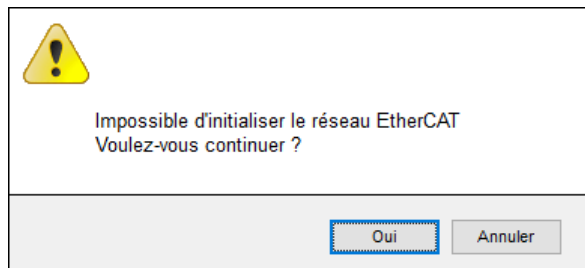 Impossible d'initialiser le réseau EtherCAT
Voulez-vous continuer ?
Oui
Annuler